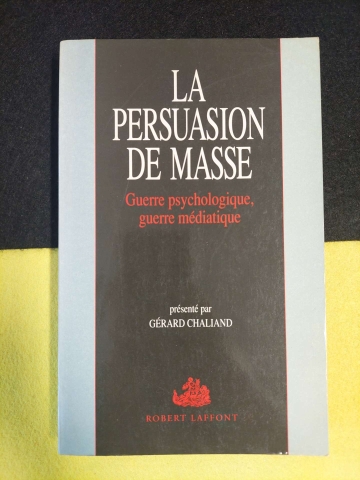 LA
PERSUASION
DE MASSE
Guerre psychologique,
guerre médiatique
présenté par
GÉRARD CHALIAND
ROBERT LAFFONT